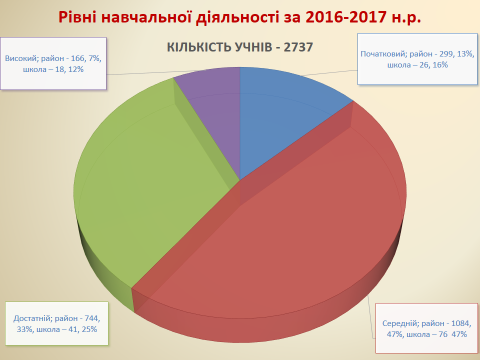 Рівні навчальної діяльності за 2016-2017 н.р.
КІЛЬКІСТЬ УЧНІВ - 2737
Високий; район - 166, 7%,
школа – 18, 12%
Початковий; район - 299, 13%,
школа – 26, 16%
Достатній; район - 744,
33%, школа – 41, 25%
Середній; район - 1084,
47%, школа – 76 47%